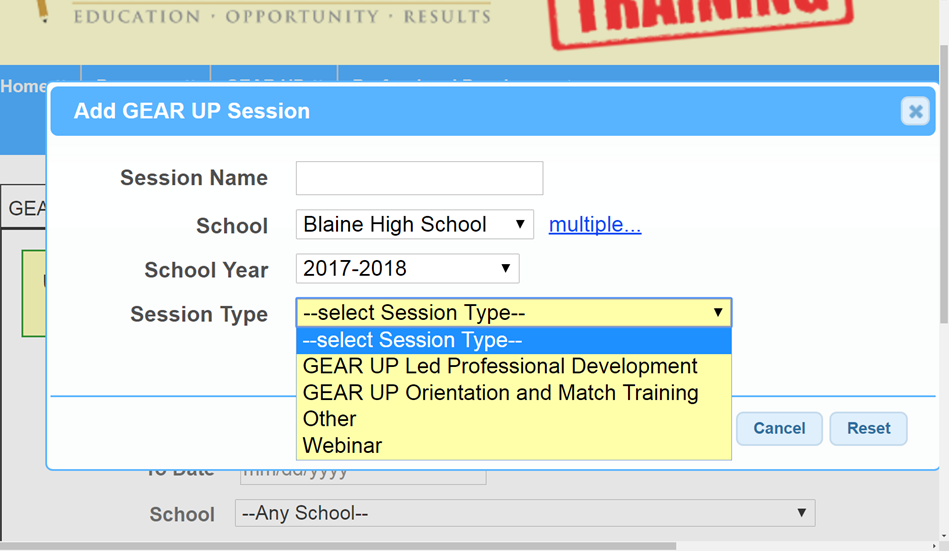 EDUCATION · OPPORTUNITY · RESULTS
TRAINING
Home
Add GEAR UP Session
Session Name
School Blaine High School multiple...
School Year 2017-2018
Session Type --select Session Type--
--select Session Type--
GEAR UP Led Professional Development
GEAR UP Orientation and Match Training
Other
Webinar
Cancel Reset
To Date mm/dd/yyyy
School --Any School--